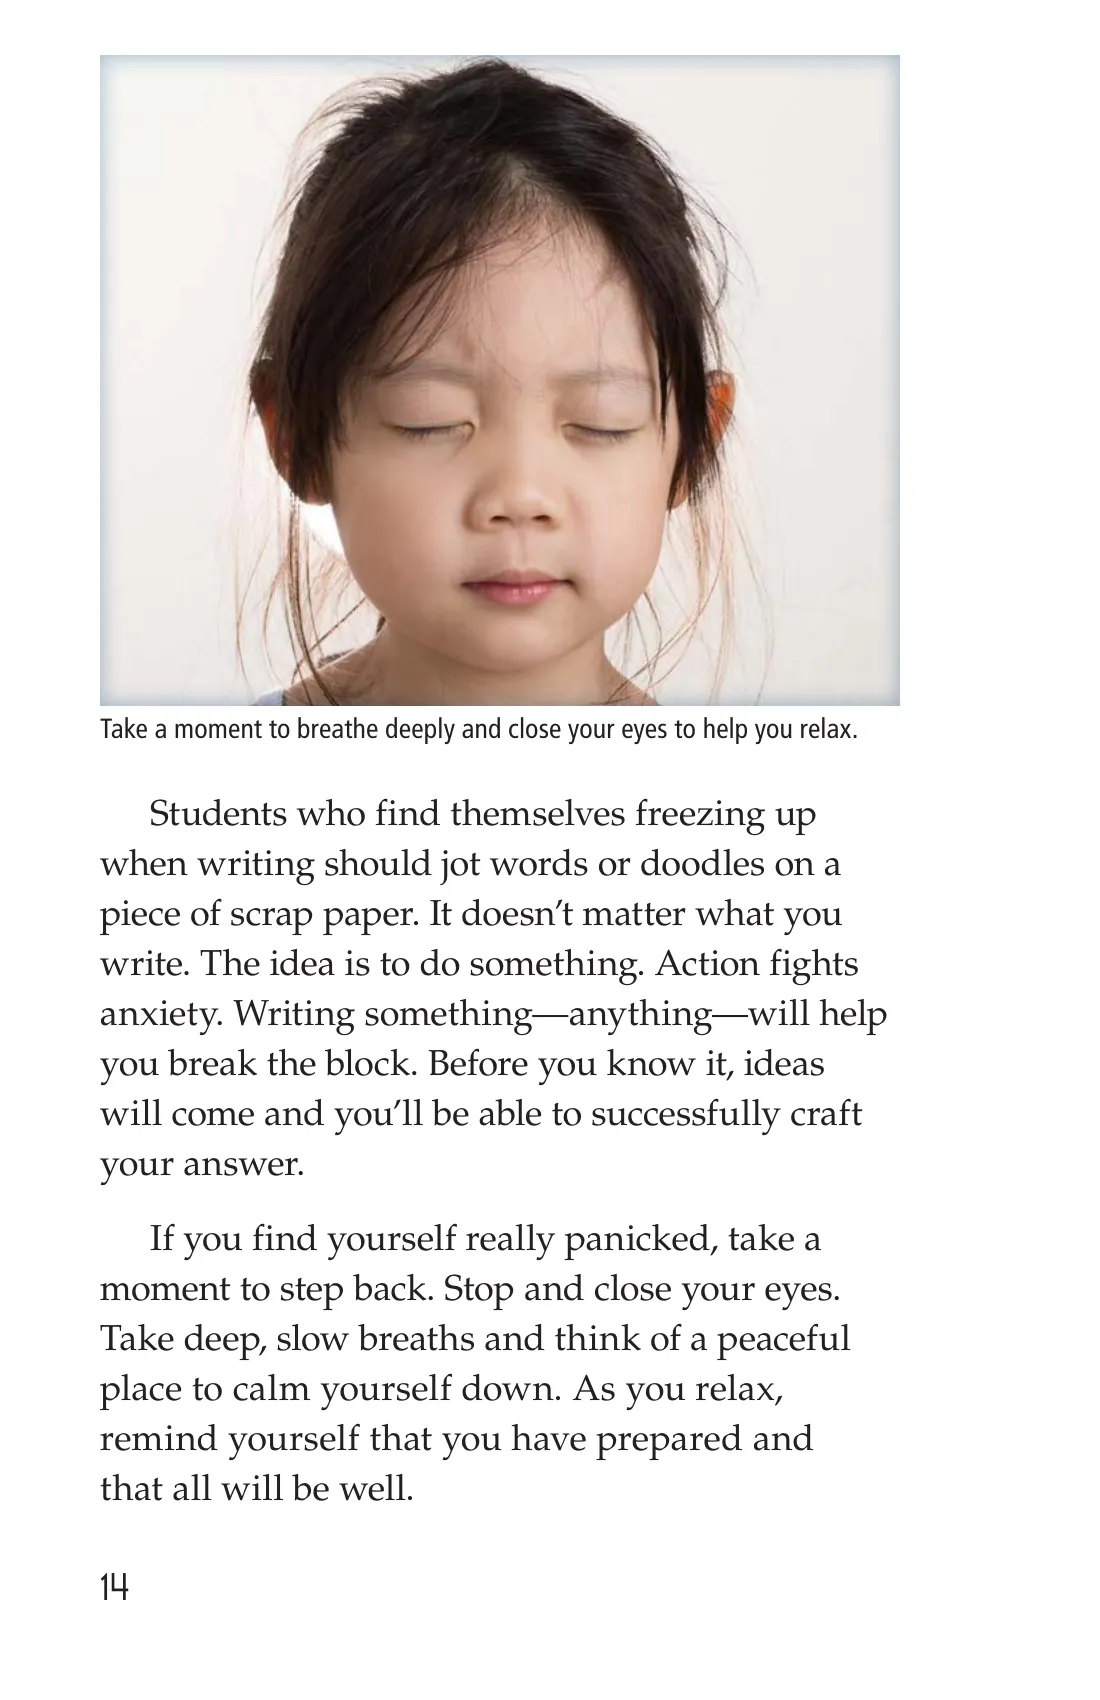 Take a moment to breathe deeply and close your eyes to help you relax.
Students who find themselves freezing up
when writing should jot words or doodles on a
piece of scrap paper. It doesn’t matter what you
write. The idea is to do something. Action fights
anxiety. Writing something—anything—will help
you break the block. Before you know it, ideas
will come and you’ll be able to successfully craft
your answer.
If you find yourself really panicked, take a
moment to step back. Stop and close your eyes.
Take deep, slow breaths and think of a peaceful
place to calm yourself down. As you relax,
remind yourself that you have prepared and
that all will be well.
14